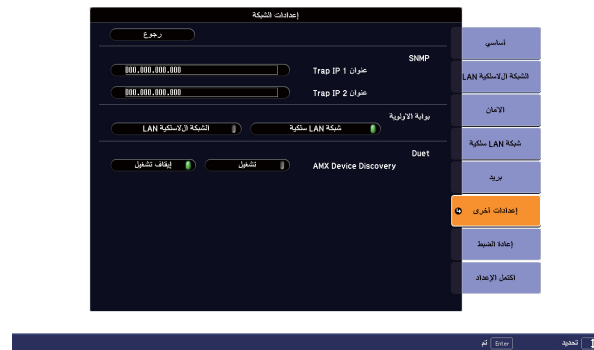 إعدادات الشبكة
رجوع
SNMP
عنوان Trap IP 1
000.000.000.000
عنوان Trap IP 2
000.000.000.000
بوابة الاولوية
شبكة LAN سلكية
الشبكة اللاسلكية LAN
Duet
AMX Device Discovery
تشغيل
إيقاف تشغيل
أساسي
الشبكة اللاسلكية LAN
الأمان
شبكة LAN سلكية
بريد
إعدادات أخرى
إعادة الضبط
اكتمل الإعداد
تحديد
Enter تم